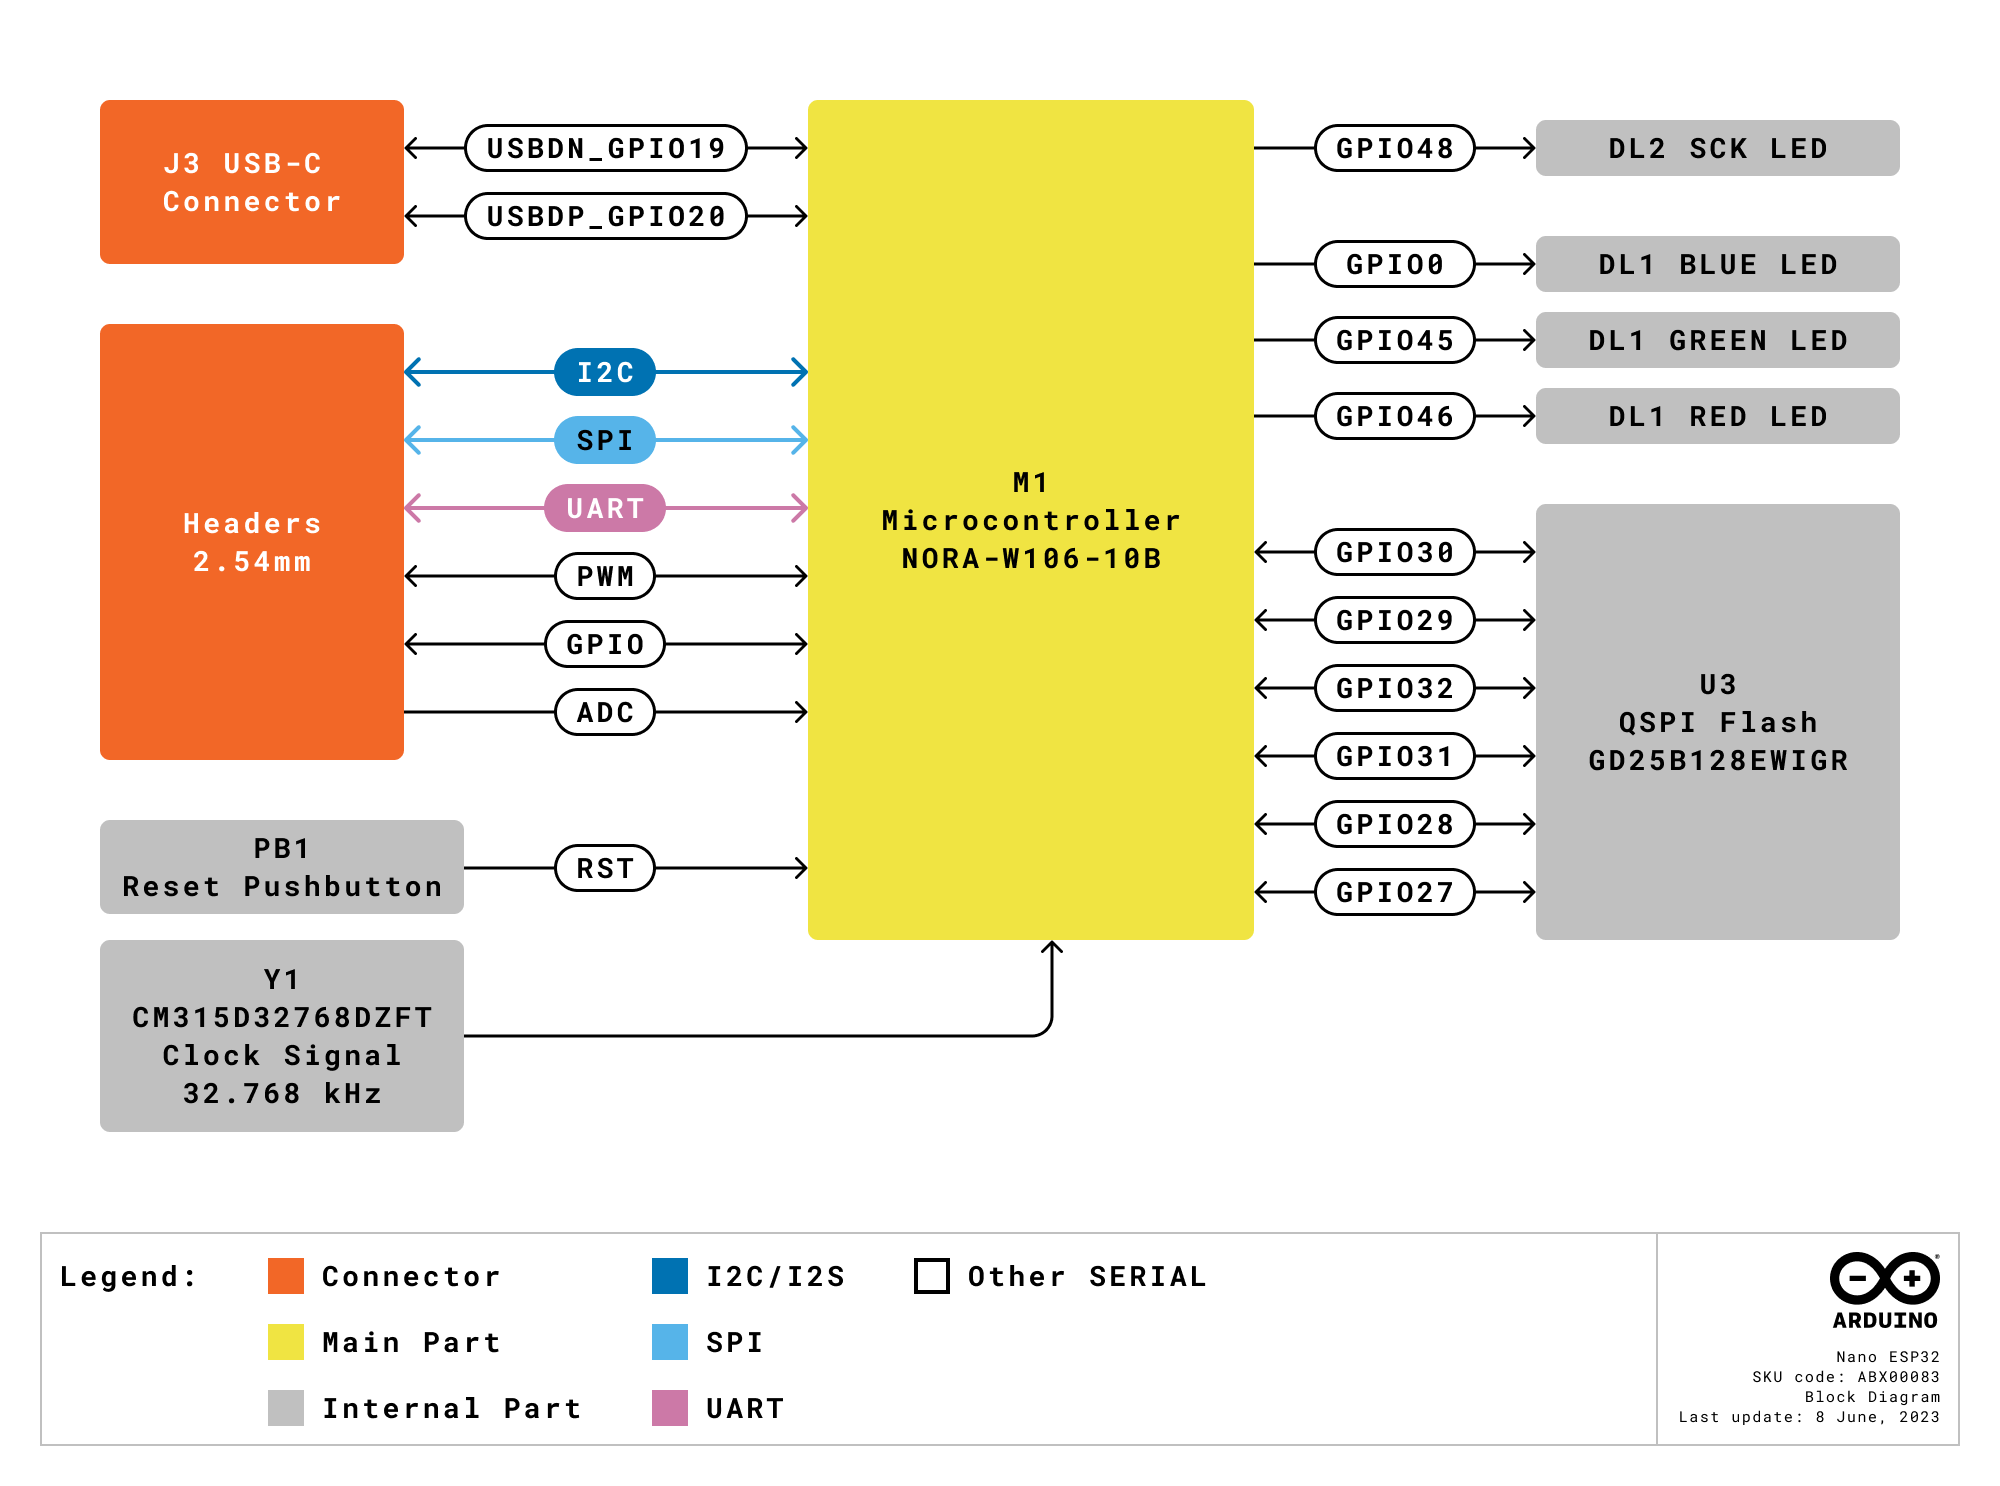 J3 USB-C
Connector
USBDN_GPIO19
USBDP_GPIO20
Headers
2.54mm
I2C
SPI
UART
PWM
GPIO
ADC
PB1
Reset Pushbutton
RST
Y1
CM315D32768DZFT
Clock Signal
32.768 kHz
M1
Microcontroller
NORA-W106-10B
GPIO48
DL2 SCK LED
GPIO0
DL1 BLUE LED
GPIO45
DL1 GREEN LED
GPIO46
DL1 RED LED
GPIO30
GPIO29
GPIO32
GPIO31
GPIO28
GPIO27
U3
QSPI Flash
GD25B128EWIGR
Legend:
Connector
Main Part
Internal Part
I2C/I2S
SPI
UART
Other SERIAL
ARDUINO
Nano ESP32
SKU code: ABX00083
Block Diagram
Last update: 8 June, 2023